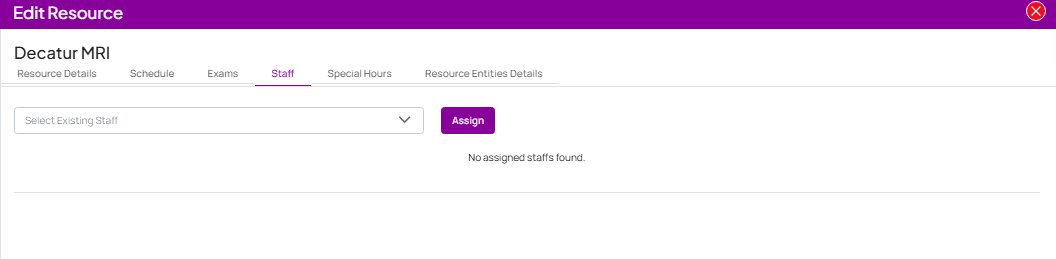 Edit Resource
Decatur MRI
Resource Details Schedule Exams Staff Special Hours Resource Entities Details
Select Existing Staff Assign
No assigned staffs found.